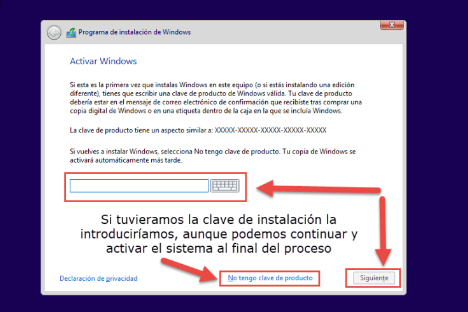 Programa de instalación de Windows
Activar Windows
Si esta es la primera vez que instalas Windows en este equipo (o si estás instalando una edición
diferente), tienes que escribir una clave de producto de Windows válida. Tu clave de producto
debería estar en el mensaje de correo electrónico de confirmación que recibiste tras comprar una
copia digital de Windows o en una etiqueta dentro de la caja en la que se incluía Windows.
La clave de producto tiene un aspecto similar a: XXXXX-XXXXX-XXXXX-XXXXX-XXXXX
Si vuelves a instalar Windows, selecciona No tengo clave de producto. Tu copia de Windows se
activará automáticamente más tarde.
Si tuvieramos la clave de instalación la
introduciríamos, aunque podemos continuar y
activar el sistema al final del proceso
Declaración de privacidad
No tengo clave de producto
Siguiente